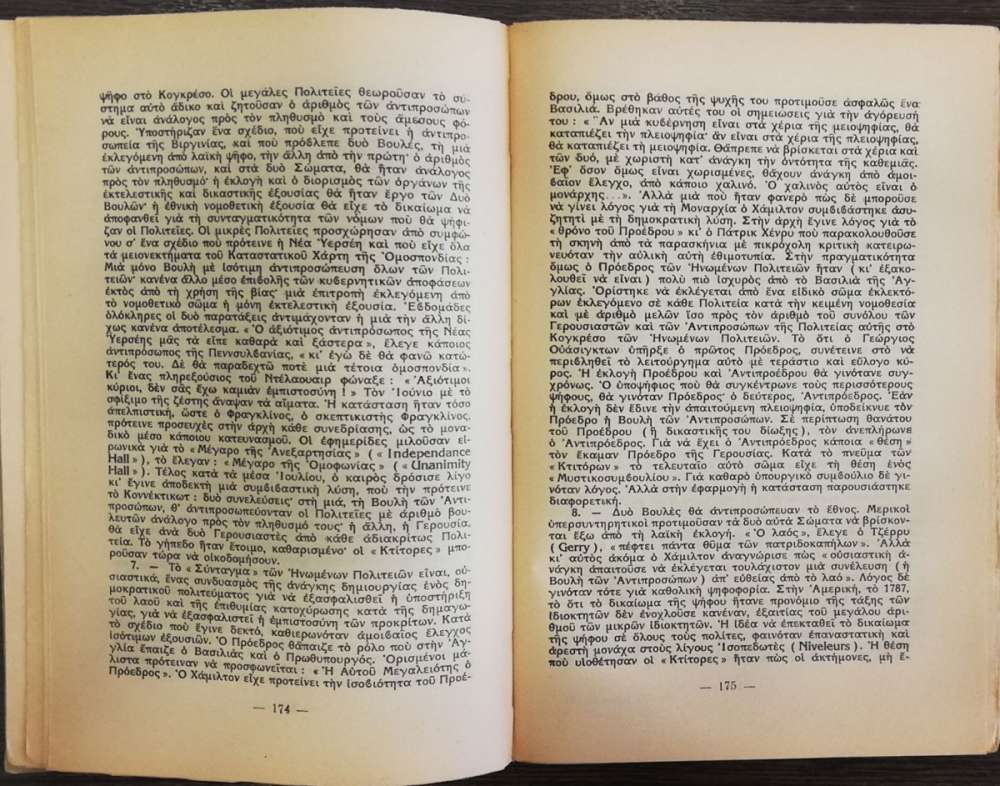 ψῆφο στὸ Κογκρέσο. Οἱ μεγάλες Πολιτεῖες θεωροῦσαν τὸ σύ-
στημα αὐτὸ ἄδικο καὶ ζητοῦσαν ὁ ἀριθμὸς τῶν ἀντιπροσώπων
νὰ εἶναι ἀνάλογος πρὸς τὸν πληθυσμὸ καὶ τοὺς ἄμεσους φό-
ρους. Ὑποστήριζαν ἕνα σχέδιο, ποὺ εἶχε προτείνει ἡ ἀντιπρο-
σωπεία τῆς Βιργινίας, καὶ ποὺ πρόβλεπε δυὸ Βουλές, τὴ μιὰ
ἐκλεγόμενη ἀπὸ λαϊκὴ ψῆφο, τὴν ἄλλη ἀπὸ τὴν πρώτη· ὁ ἀριθμὸς
τῶν ἀντιπροσώπων, καὶ στὰ δυὸ Σώματα, θὰ ἦταν ἀνάλογος
πρὸς τὸν πληθυσμό· ἡ ἐκλογὴ καὶ ὁ διορισμὸς τῶν ὀργάνων τῆς
ἐκτελεστικῆς καὶ δικαστικῆς ἐξουσίας θὰ ἦταν ἔργο τῶν Δυὸ
Βουλῶν· ἡ ἐθνικὴ νομοθετικὴ ἐξουσία θὰ εἶχε τὸ δικαίωμα νὰ
ἀποφανθεῖ γιὰ τὴ συνταγματικότητα τῶν νόμων ποὺ θὰ ψήφι-
ζαν οἱ Πολιτεῖες. Οἱ μικρὲς Πολιτεῖες προσχώρησαν ἀπὸ συμφώ-
νου σ' ἕνα σχέδιο ποὺ πρότεινε ἡ Νέα Ὑερσέη καὶ ποὺ εἶχε ὅλα
τὰ μειονεκτήματα τοῦ Καταστατικοῦ Χάρτη τῆς Ὁμοσπονδίας :
Μιὰ μόνο Βουλὴ μὲ ἰσότιμη ἀντιπροσώπευση ὅλων τῶν Πολι-
τειῶν· κανένα ἄλλο μέσο ἐπιβολῆς τῶν κυβερνητικῶν ἀποφάσεων
ἐκτὸς ἀπὸ τὴ χρήση τῆς βίας· μιὰ ἐπιτροπὴ ἐκλεγόμενη ἀπὸ
τὸ νομοθετικὸ σῶμα ἡ μόνη ἐκτελεστικὴ ἐξουσία. Ἑβδομάδες
ὁλόκληρες οἱ δυὸ παρατάξεις ἀντιμάχονταν ἡ μιὰ τὴν ἄλλη δί-
χως κανένα ἀποτέλεσμα. « Ὁ ἀξιότιμος ἀντιπρόσωπος τῆς Νέας
Ὑερσέης μᾶς τὰ εἶπε καθαρὰ καὶ ξάστερα », ἔλεγε κάποιος
ἀντιπρόσωπος τῆς Πεννσυλβανίας, « κι' ἐγὼ δὲ θὰ φανῶ κατώ-
τερός του. Δὲ θὰ παραδεχτῶ ποτὲ μιὰ τέτοια ὁμοσπονδία ».
Κι' ἕνας πληρεξούσιος τοῦ Ντέλαουαιρ φώναξε : « Ἀξιότιμοι
κύριοι, δὲν σᾶς ἔχω καμιὰν ἐμπιστοσύνη ! » Τὸν Ἰούνιο μὲ τὸ
σφίξιμο τῆς ζέστης ἄναψαν τὰ αἵματα. Ἡ κατάσταση ἦταν τόσο
ἀπελπιστική, ὥστε ὁ Φραγκλῖνος, ὁ σκεπτικιστὴς Φραγκλῖνος,
πρότεινε προσευχὲς στὴν ἀρχὴ κάθε συνεδρίασης, ὡς τὸ μονα-
δικὸ μέσο κάποιου κατευνασμοῦ. Οἱ ἐφημερίδες μιλοῦσαν εἰ-
ρωνικὰ γιὰ τὸ «Μέγαρο τῆς Ἀνεξαρτησίας» ( « Independance
Hall » ), τὸ ἔλεγαν : «Μέγαρο τῆς Ὁμοφωνίας» ( « Unanimity
Hall » ). Τέλος κατὰ τὰ μέσα Ἰουλίου, ὁ καιρὸς δρόσισε λίγο
κι' ἔγινε ἀποδεκτὴ μιὰ συμβιβαστικὴ λύση, ποὺ τὴν πρότεινε
τὸ Κοννέκτικωτ : δυὸ συνελεύσεις· στὴ μιά, τὴ Βουλὴ τῶν Ἀντι-
προσώπων, θ' ἀντιπροσωπεύονταν οἱ Πολιτεῖες μὲ ἀριθμὸ βου-
λευτῶν ἀνάλογο πρὸς τὸν πληθυσμό τους· ἡ ἄλλη, ἡ Γερουσία,
θὰ εἶχε ἀνὰ δυὸ Γερουσιαστὲς ἀπὸ κάθε ἀδιακρίτως Πολι-
τεία. Τὸ γήπεδο ἦταν ἕτοιμο, καθαρισμένο· οἱ «Κτίτορες» μπο-
ροῦσαν τώρα νὰ οἰκοδομήσουν.
7. — Τὸ «Σύνταγμα» τῶν Ἡνωμένων Πολιτειῶν εἶναι, οὐ-
σιαστικά, ἕνας συνδυασμὸς τῆς ἀνάγκης δημιουργίας ἑνὸς δη-
μοκρατικοῦ πολιτεύματος γιὰ νὰ ἐξασφαλισθεῖ ἡ ὑποστήριξη
τοῦ λαοῦ καὶ τῆς ἐπιθυμίας κατοχύρωσης κατὰ τῆς δημαγω-
γίας, γιὰ νὰ ἐξασφαλισθεῖ ἡ ἐμπιστοσύνη τῶν προκρίτων. Κατὰ
τὸ σχέδιο ποὺ ἔγινε δεκτό, καθιερωνόταν ἀμοιβαῖος ἔλεγχος
ἰσότιμων ἐξουσιῶν. Ὁ Πρόεδρος θἄπαιζε τὸ ρόλο ποὺ στὴν Ἀγ-
γλία ἔπαιζε ὁ Βασιλιὰς καὶ ὁ Πρωθυπουργός. Ὁρισμένοι μά-
λιστα πρότειναν νὰ προσφωνεῖται : « Ἡ Αὐτοῦ Μεγαλειότης ὁ
Πρόεδρος ». Ὁ Χάμιλτον εἶχε προτείνει τὴν ἰσοβιότητα τοῦ Προέ-
— 174 —
δρου, ὅμως στὸ βάθος τῆς ψυχῆς του προτιμοῦσε ἀσφαλῶς ἕνα
Βασιλιά. Βρέθηκαν αὐτές του οἱ σημειώσεις γιὰ τὴν ἀγόρευσή
του : « Ἂν μιὰ κυβέρνηση εἶναι στὰ χέρια τῆς μειοψηφίας, θὰ
καταπιέζει τὴν πλειοψηφία· ἂν εἶναι στὰ χέρια τῆς πλειοψηφίας,
θὰ καταπιέζει τὴ μειοψηφία. Θάπρεπε νὰ βρίσκεται στὰ χέρια καὶ
τῶν δυό, μὲ χωριστὴ κατ' ἀνάγκη τὴν ὀντότητα τῆς καθεμιᾶς.
Ἐφ' ὅσον ὅμως εἶναι χωρισμένες, θἄχουν ἀνάγκη ἀπὸ ἀμοι-
βαῖον ἔλεγχο, ἀπὸ κάποιο χαλινό. Ὁ χαλινὸς αὐτὸς εἶναι ὁ
μονάρχης...». Ἀλλὰ μιὰ ποὺ ἦταν φανερὸ πὼς δὲ μποροῦσε
νὰ γίνει λόγος γιὰ τὴ Μοναρχία ὁ Χάμιλτον συμβιβάστηκε ἀσυ-
ζητητὶ μὲ τὴ δημοκρατικὴ λύση. Στὴν ἀρχὴ ἔγινε λόγος γιὰ τὸ
« θρόνο τοῦ Προέδρου » κι' ὁ Πάτρικ Χένρυ ποὺ παρακολουθοῦσε
τὴ σκηνὴ ἀπὸ τὰ παρασκήνια μὲ πικρόχολη κριτικὴ κατειρω-
νευόταν τὴν αὐλικὴ αὐτὴ ἐθιμοτυπία. Στὴν πραγματικότητα
ὅμως ὁ Πρόεδρος τῶν Ἡνωμένων Πολιτειῶν ἦταν ( κι' ἐξακο-
λουθεῖ νὰ εἶναι ) πολὺ πιὸ ἰσχυρὸς ἀπὸ τὸ Βασιλιὰ τῆς Ἀγ-
γλίας. Ὁρίστηκε νὰ ἐκλέγεται ἀπὸ ἕνα εἰδικὸ σῶμα ἐκλεκτό-
ρων ἐκλεγόμενο σὲ κάθε Πολιτεία κατὰ τὴν κειμένη νομοθεσία
καὶ μὲ ἀριθμὸ μελῶν ἴσο πρὸς τὸν ἀριθμὸ τοῦ συνόλου τῶν
Γερουσιαστῶν καὶ τῶν Ἀντιπροσώπων τῆς Πολιτείας αὐτῆς στὸ
Κογκρέσο τῶν Ἡνωμένων Πολιτειῶν. Τὸ ὅτι ὁ Γεώργιος
Οὐάσιγκτων ὑπῆρξε ὁ πρῶτος Πρόεδρος, συνέτεινε στὸ νὰ
περιβληθεῖ τὸ λειτούργημα αὐτὸ μὲ τεράστιο καὶ εὔλογο κύ-
ρος. Ἡ ἐκλογὴ Προέδρου καὶ Ἀντιπροέδρου θὰ γινότανε συγ-
χρόνως. Ὁ ὑποψήφιος ποὺ θὰ συγκέντρωνε τοὺς περισσότερους
ψήφους, θὰ γινόταν Πρόεδρος· ὁ δεύτερος, Ἀντιπρόεδρος. Ἐὰν
ἡ ἐκλογὴ δὲν ἔδινε τὴν ἀπαιτούμενη πλειοψηφία, ὑποδείκνυε τὸν
Πρόεδρο ἡ Βουλὴ τῶν Ἀντιπροσώπων. Σὲ περίπτωση θανάτου
τοῦ Προέδρου ( ἢ δικαστικῆς του δίωξης ), τὸν ἀνεπλήρωνε
ὁ Ἀντιπρόεδρος. Γιὰ νὰ ἔχει ὁ Ἀντιπρόεδρος κάποια « θέση »
τὸν ἔκαμαν Πρόεδρο τῆς Γερουσίας. Κατὰ τὸ πνεῦμα τῶν
« Κτιτόρων » τὸ τελευταῖο αὐτὸ σῶμα εἶχε τὴ θέση ἑνὸς
« Μυστικοσυμβουλίου ». Γιὰ καθαρὸ ὑπουργικὸ συμβούλιο δὲ γι-
νόταν λόγος. Ἀλλὰ στὴν ἐφαρμογὴ ἡ κατάσταση παρουσιάστηκε
διαφορετική.
8. — Δυὸ Βουλὲς θὰ ἀντιπροσώπευαν τὸ ἔθνος. Μερικοὶ
ὑπερσυντηρητικοὶ προτιμοῦσαν τὰ δυὸ αὐτὰ Σώματα νὰ βρίσκον-
ται ἔξω ἀπὸ τὴ λαϊκὴ ἐκλογή. « Ὁ λαός », ἔλεγε ὁ Τζέρρυ
( Gerry ), « πέφτει πάντα θῦμα τῶν πατριδοκαπήλων ». Ἀλλὰ
κι' αὐτὸς ἀκόμα ὁ Χάμιλτον ἀναγνώρισε πὼς « οὐσιαστικὴ ἀ-
νάγκη ἀπαιτοῦσε νὰ ἐκλέγεται τουλάχιστον μιὰ συνέλευση ( ἡ
Βουλὴ τῶν Ἀντιπροσώπων ) ἀπ' εὐθείας ἀπὸ τὸ λαό ». Λόγος δὲ
γινόταν τότε γιὰ καθολικὴ ψηφοφορία. Στὴν Ἀμερική, τὸ 1787,
τὸ ὅτι τὸ δικαίωμα τῆς ψήφου ἤτανε προνόμιο τῆς τάξης τῶν
ἰδιοκτητῶν δὲν ἐνοχλοῦσε κανέναν, ἐξαιτίας τοῦ μεγάλου ἀρι-
θμοῦ τῶν μικρῶν ἰδιοκτητῶν. Ἡ ἰδέα νὰ ἐπεκταθεῖ τὸ δικαίωμα
τῆς ψήφου σὲ ὅλους τοὺς πολίτες, φαινόταν ἐπαναστατικὴ καὶ
ἀρεστὴ μονάχα στοὺς λίγους Ἰσοπεδωτὲς ( Niveleurs ). Ἡ θέση
ποὺ υἱοθέτησαν οἱ «Κτίτορες» ἦταν πὼς οἱ ἀκτήμονες, μὴ ἔ-
— 175 —